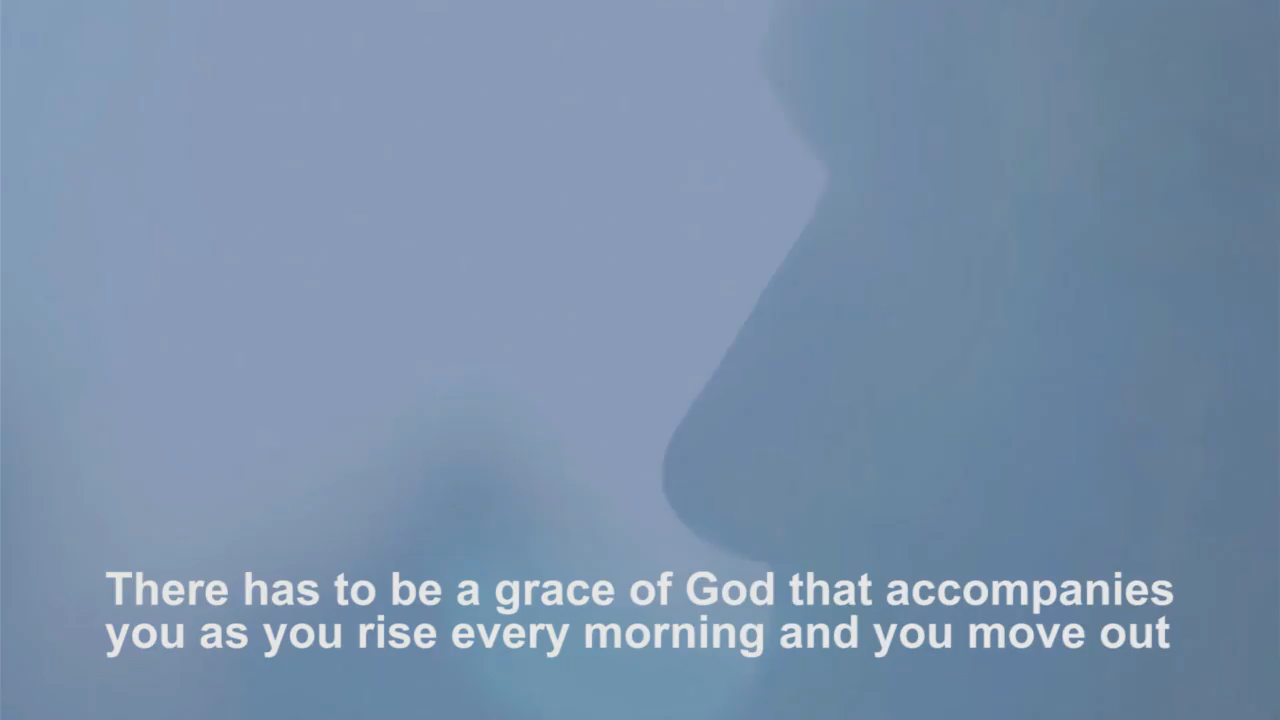 There has to be a grace of God that accompanies
you as you rise every morning and you move out